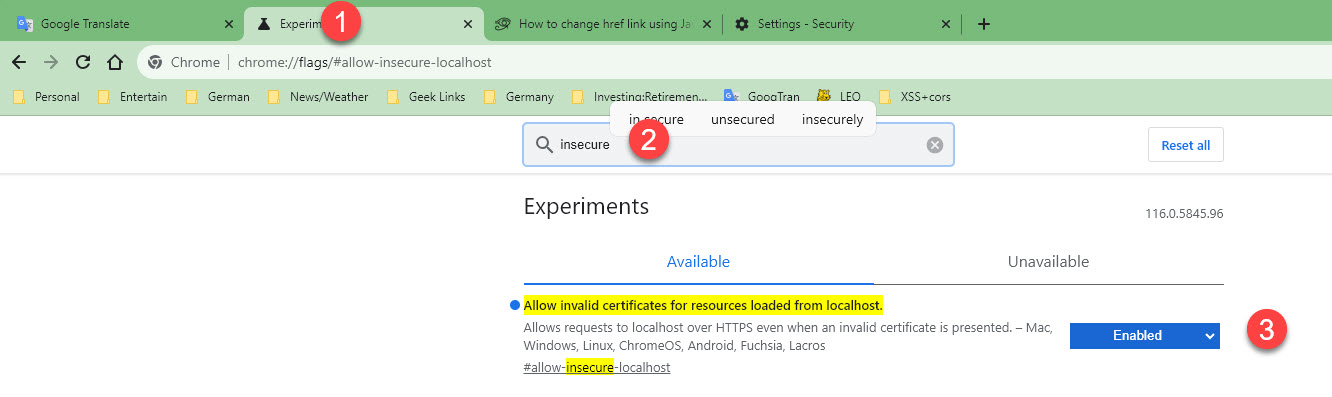 Google Translate
Experim
1
How to change href link using Ja
Settings - Security
Chrome
chrome://flags/#allow-insecure-localhost
Personal
Entertain
German
News/Weather
Geek Links
Germany
Investing:Retiremen...
GoogTran
LEO
XSS+cors
in secure unsecured insecurely
insecure
2
Reset all
Experiments
116.0.5845.96
Available
Unavailable
Allow invalid certificates for resources loaded from localhost.
Allows requests to localhost over HTTPS even when an invalid certificate is presented. – Mac,
Windows, Linux, ChromeOS, Android, Fuchsia, Lacros
#allow-insecure-localhost
Enabled
3